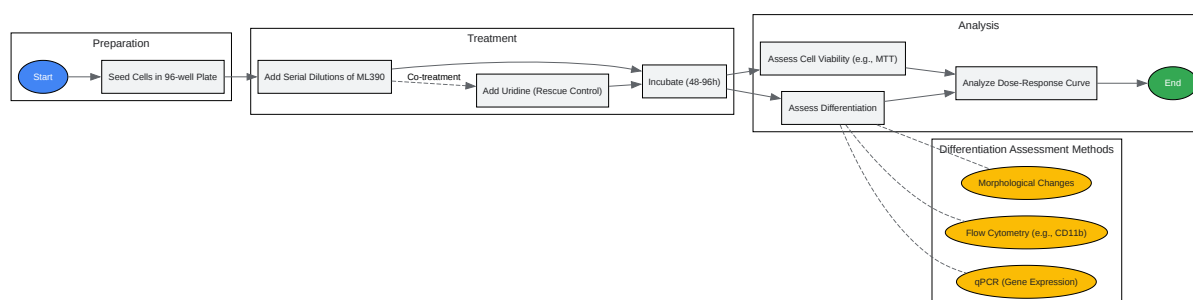 Preparation
Start
Seed Cells in 96-well Plate
Treatment
Add Serial Dilutions of ML390
Co-treatment
Add Uridine (Rescue Control)
Incubate (48-96h)
Analysis
Assess Cell Viability (e.g., MTT)
Assess Differentiation
Analyze Dose-Response Curve
End
Differentiation Assessment Methods
Morphological Changes
Flow Cytometry (e.g., CD11b)
qPCR (Gene Expression)